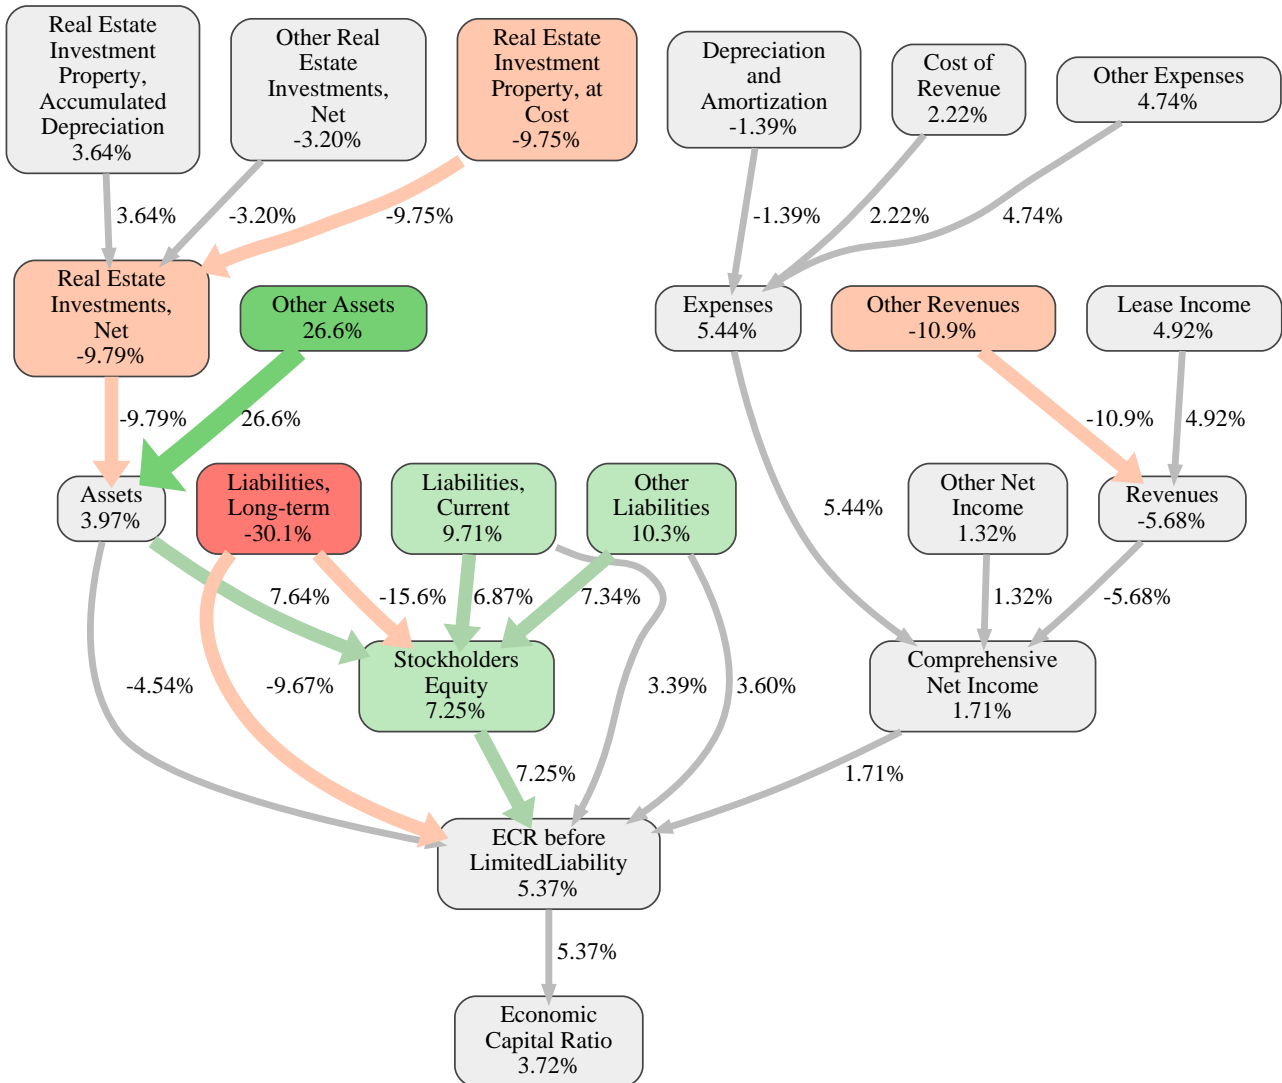 Real Estate
Investment
Property,
Accumulated
Depreciation
3.64%
Other Real
Estate
Investments,
Net
-3.20%
Real Estate
Investment
Property, at
Cost
-9.75%
Depreciation
and
Amortization
-1.39%
Cost of
Revenue
2.22%
Other Expenses
4.74%
3.64%
-3.20%
-9.75%
-1.39%
2.22%
4.74%
Real Estate
Investments,
Net
-9.79%
Other Assets
26.6%
Expenses
5.44%
Other Revenues
-10.9%
Lease Income
4.92%
-9.79%
26.6%
-10.9%
4.92%
Assets
3.97%
Liabilities,
Long-term
-30.1%
Liabilities,
Current
9.71%
Other
Liabilities
10.3%
5.44%
Other Net
Income
1.32%
Revenues
-5.68%
7.64%
-15.6%
6.87%
7.34%
1.32%
-5.68%
-4.54%
-9.67%
Stockholders
Equity
7.25%
3.39%
3.60%
Comprehensive
Net Income
1.71%
7.25%
1.71%
ECR before
LimitedLiability
5.37%
5.37%
Economic
Capital Ratio
3.72%